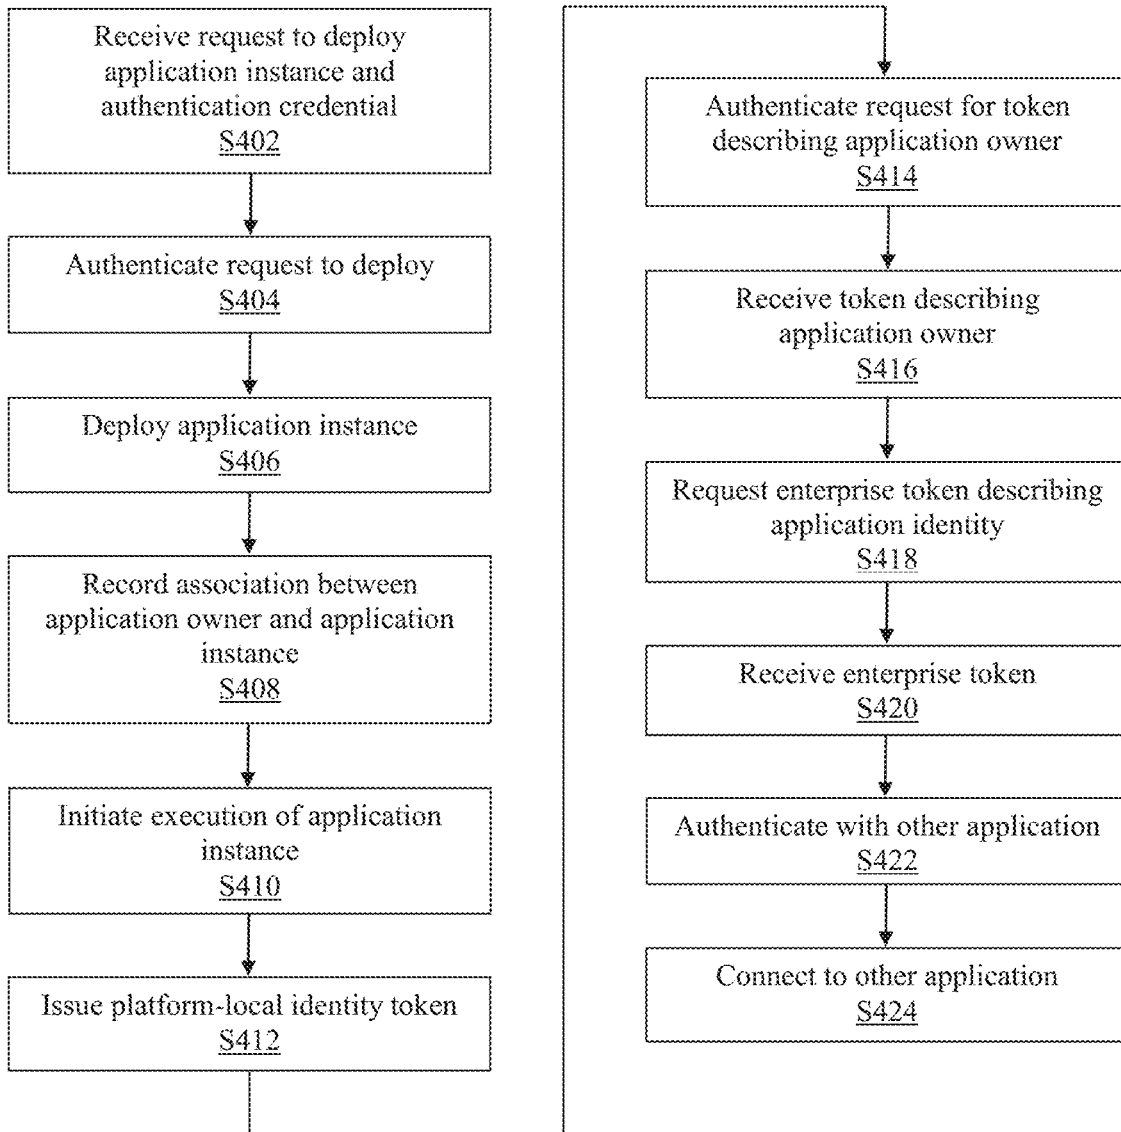 Receive request to deploy
application instance and
authentication credential
S402
Authenticate request to deploy
S404
Deploy application instance
S406
Record association between
application owner and application
instance
S408
Initiate execution of application
instance
S410
Issue platform-local identity token
S412
Authenticate request for token
describing application owner
S414
Receive token describing
application owner
S416
Request enterprise token describing
application identity
S418
Receive enterprise token
S420
Authenticate with other application
S422
Connect to other application
S424